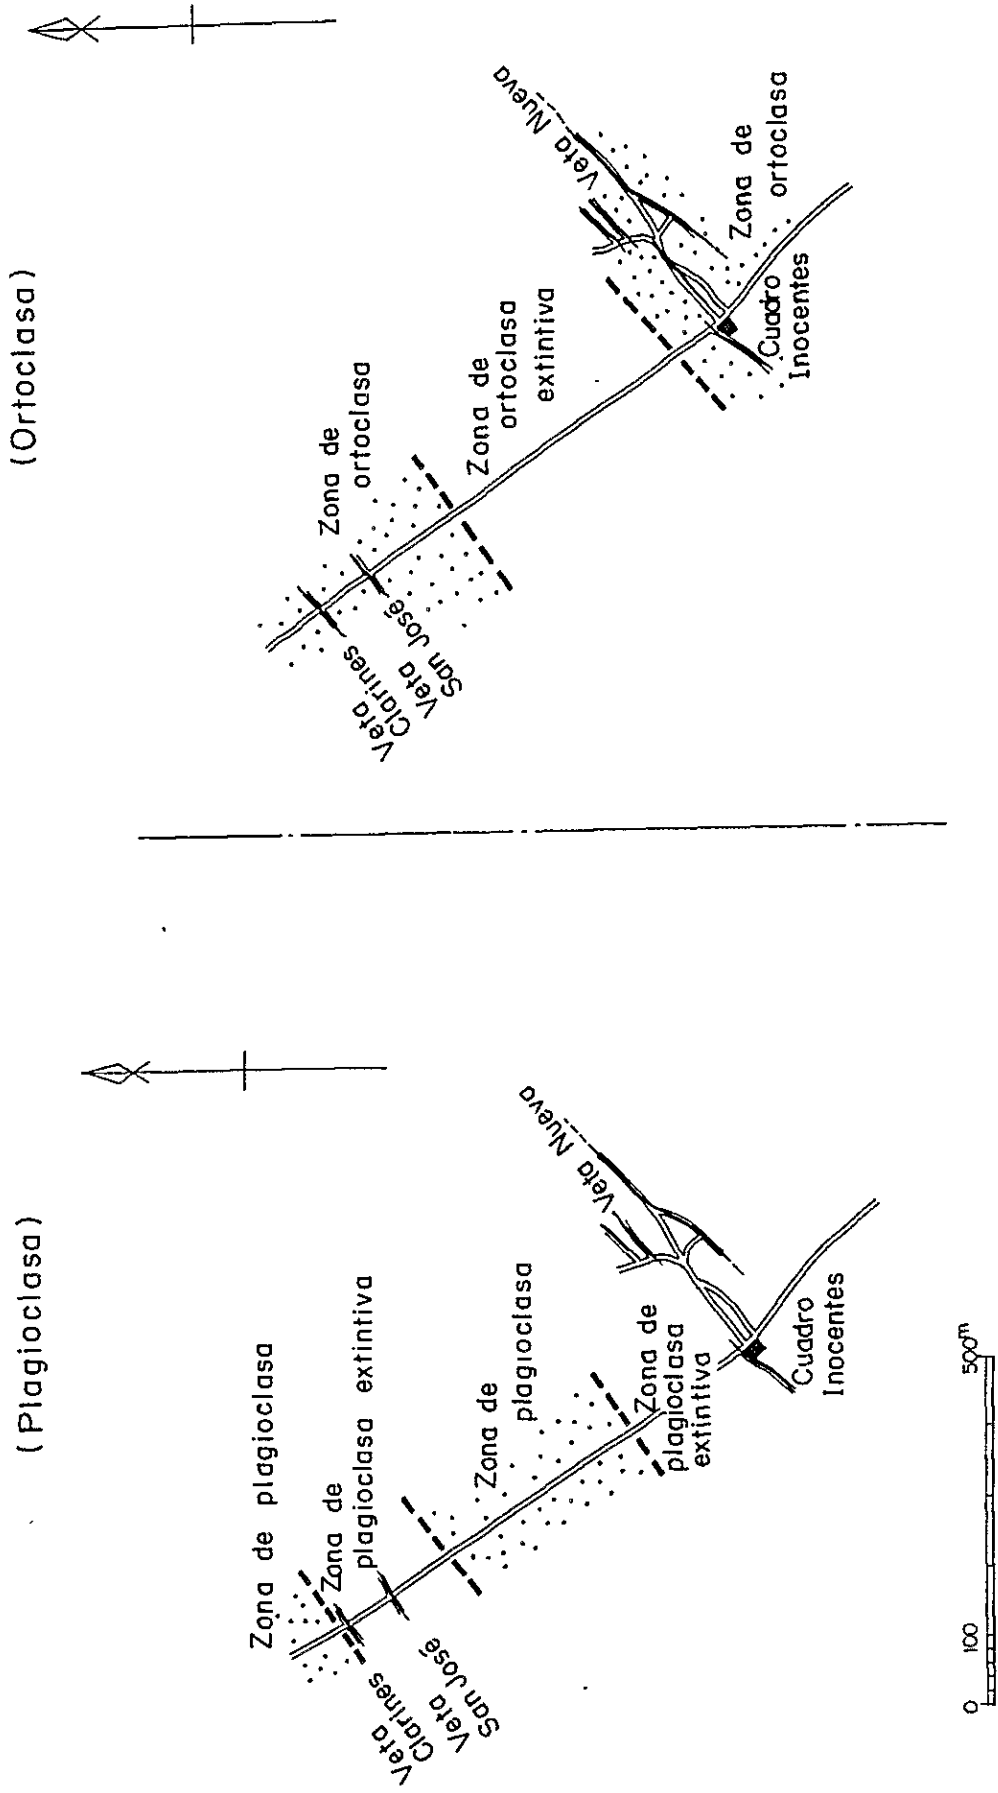 (Plagioclasa)
Zona de plagioclasa
Zona de
plagioclasa extintiva
Zona de
plagioclasa
Zona de
plagioclasa
extintiva
Veta
Clarines
Veta
San José
Veta Nueva
Cuadro
Inocentes
0 100 500m
(Ortoclasa)
Zona de
ortoclasa
Zona de
ortoclasa
extintiva
Zona de
ortoclasa
Veta
Clarines
Veta
San José
Veta Nueva
Cuadro
Inocentes